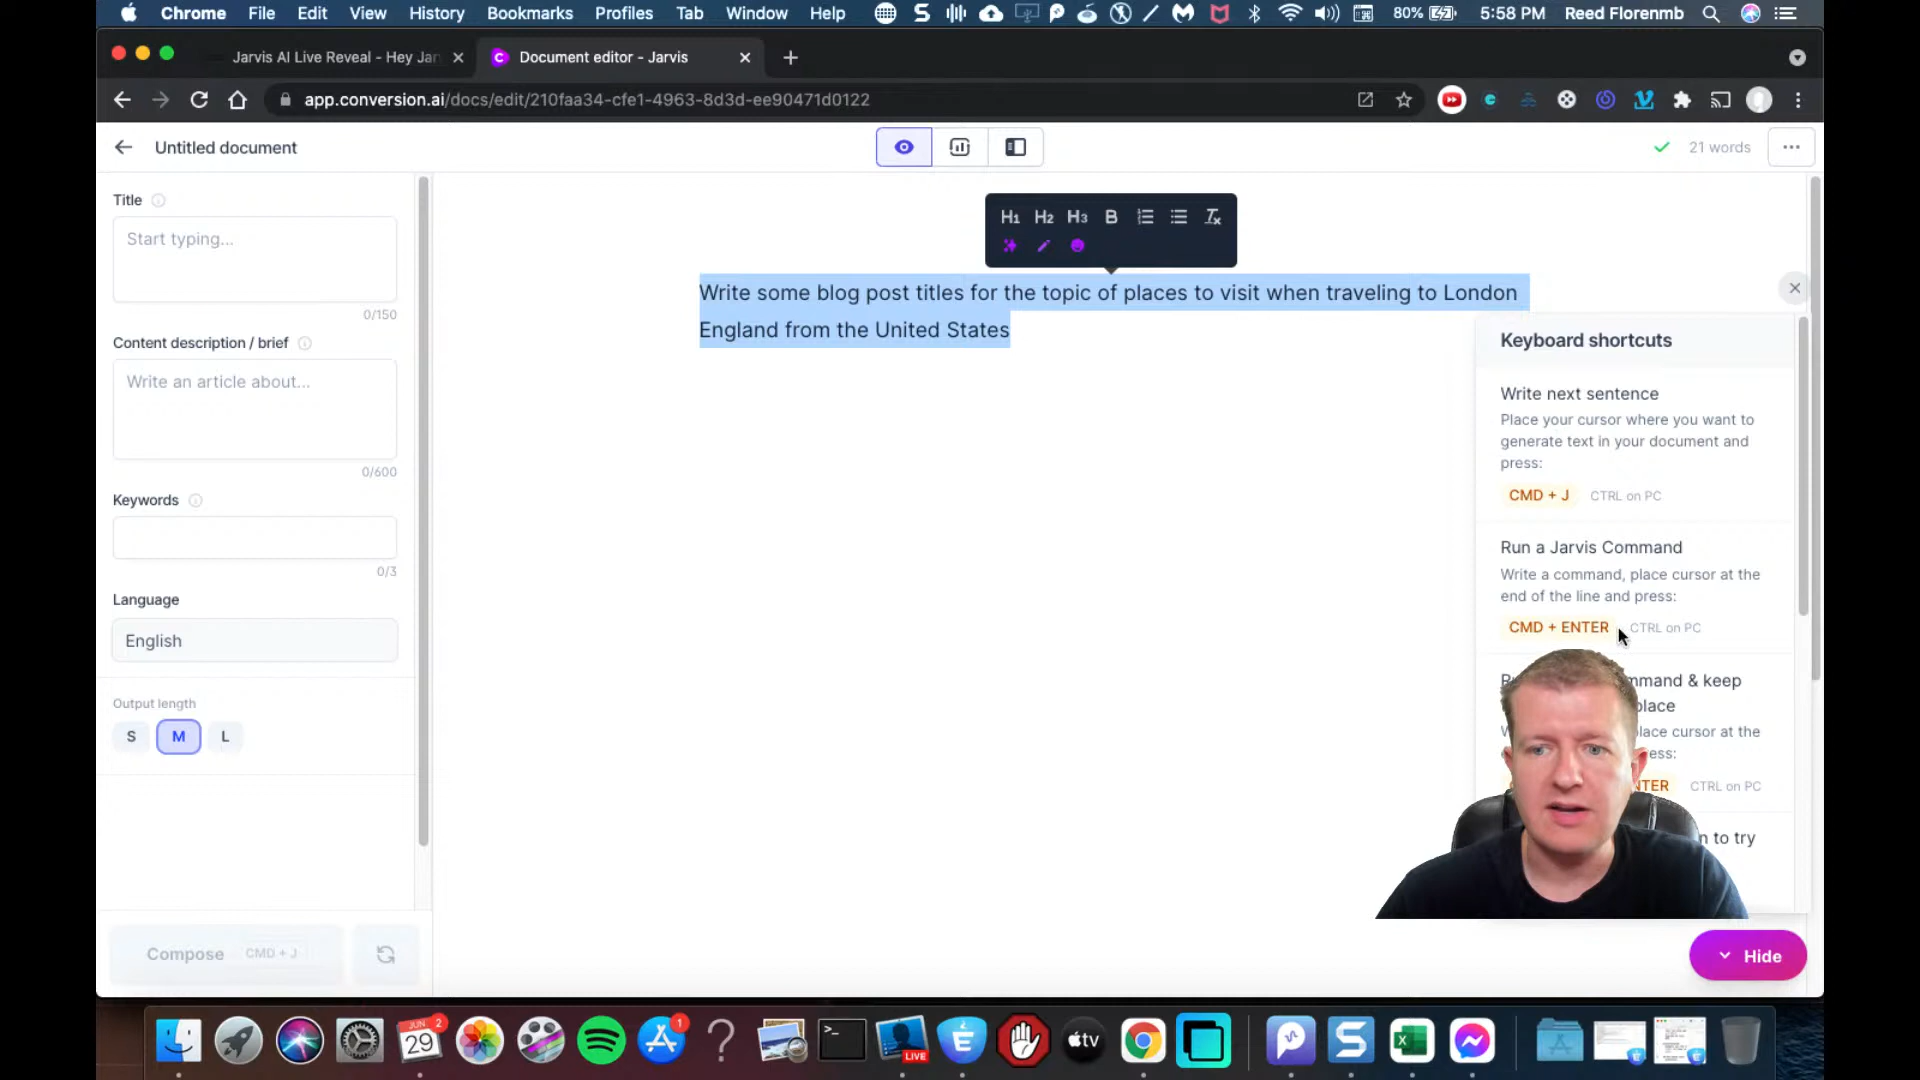 Chrome File Edit View History Bookmarks Profiles Tab Window Help 80% 5:58 PM Reed Florenmb
Jarvis AI Live Reveal - Hey Jar
Document editor - Jarvis
app.conversion.ai/docs/edit/210faa34-cfe1-4963-8d3d-ee90471d0122
Untitled document
21 words
Title
Start typing...
0/150
Content description / brief
Write an article about...
0/600
Keywords
0/3
Language
English
Output length
S M L
Compose CMD + J
H1 H2 H3 B
Write some blog post titles for the topic of places to visit when traveling to London
England from the United States
Keyboard shortcuts
Write next sentence
Place your cursor where you want to
generate text in your document and
press:
CMD + J CTRL on PC
Run a Jarvis Command
Write a command, place cursor at the
end of the line and press:
CMD + ENTER CTRL on PC
mmand & keep
place
lace cursor at the
ess:
NTER CTRL on PC
n to try
Hide
JUN
29
2
1
LIVE
tv